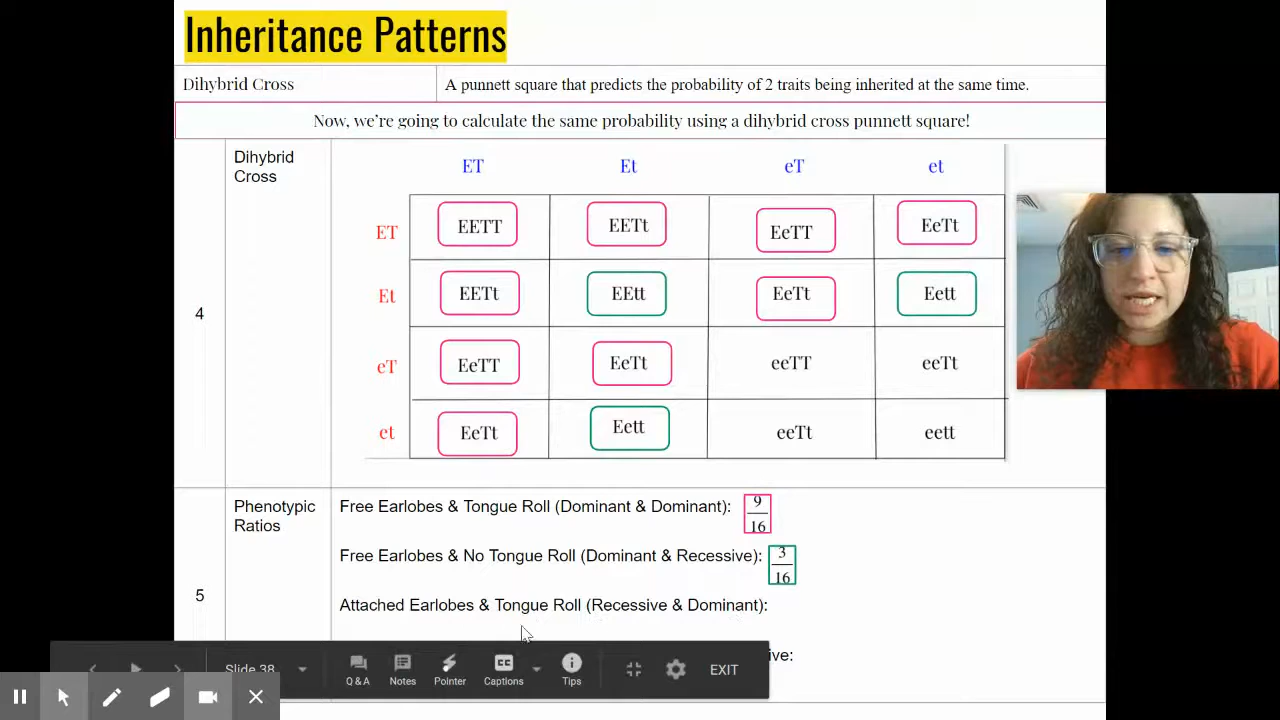 Inheritance Patterns
Dihybrid Cross
A punnett square that predicts the probability of 2 traits being inherited at the same time.
Now, we're going to calculate the same probability using a dihybrid cross punnett square!
4
Dihybrid
Cross
ET Et eT et
ET EETT EETt EeTT EeTt
Et EETt EEtt EeTt Eett
eT EeTT EeTt eeTT eeTt
et EeTt Eett eeTt eett
5
Phenotypic
Ratios
Free Earlobes & Tongue Roll (Dominant & Dominant): 9/16
Free Earlobes & No Tongue Roll (Dominant & Recessive): 3/16
Attached Earlobes & Tongue Roll (Recessive & Dominant):
ive:
Slide 38
Q & A
Notes
Pointer
Captions
Tips
EXIT